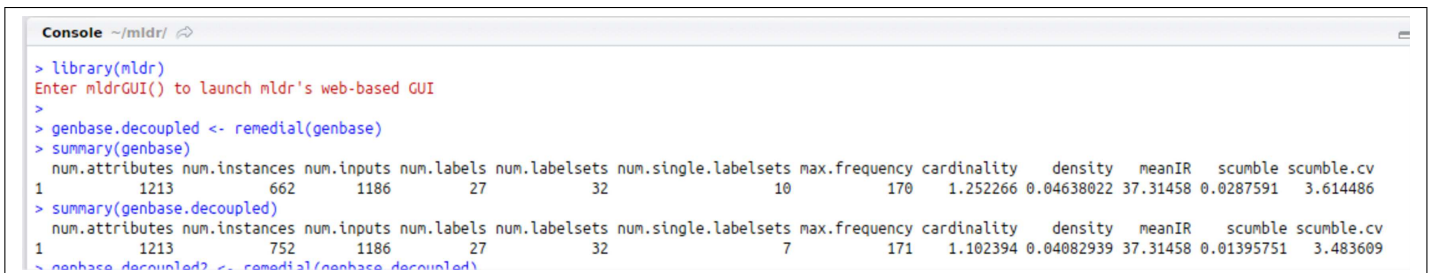 Console ~/mldr/
> library(mldr)
Enter mldrGUI() to launch mldr's web-based GUI
>
> genbase.decoupled <- remedial(genbase)
> summary(genbase)
num.attributes num.instances num.inputs num.labels num.labelsets num.single.labelsets max.frequency cardinality density meanIR scumble scumble.cv
1 1213 662 1186 27 32 10 170 1.252266 0.04638022 37.31458 0.0287591 3.614486
> summary(genbase.decoupled)
num.attributes num.instances num.inputs num.labels num.labelsets num.single.labelsets max.frequency cardinality density meanIR scumble scumble.cv
1 1213 752 1186 27 32 7 171 1.102394 0.04082939 37.31458 0.01395751 3.483609
> genbase.decoupled2 <- remedial(genbase.decoupled)